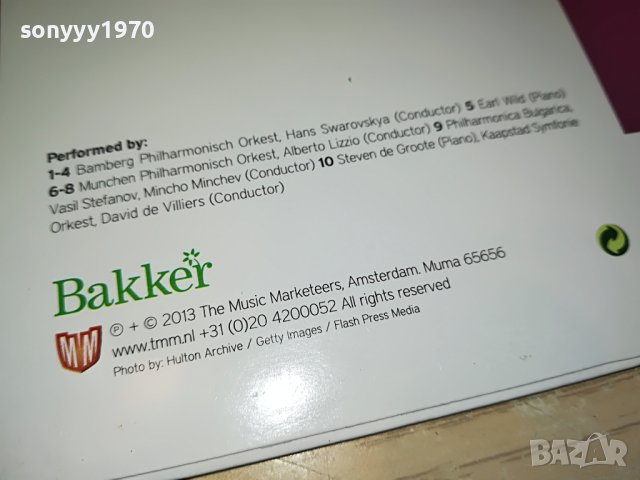 sonyyy1970
Performed by:
1-4 Bamberg Philharmonisch Orkest, Hans Swarovskya (Conductor) 5 Earl Wild (Piano)
6-8 Munchen Philharmonisch Orkest, Alberto Lizzio (Conductor) 9 Philharmonica Bulgarica,
Vasil Stefanov, Mincho Minchev (Conductor) 10 Steven de Groote (Piano), Kaapstad Symfonie
Orkest, David de Villiers (Conductor)
Bakker
MM
℗ + © 2013 The Music Marketeers, Amsterdam. Muma 65656
www.tmm.nl +31 (0)20 4200052 All rights reserved
Photo by: Hulton Archive / Getty Images / Flash Press Media
BAZAR
bazar.bg